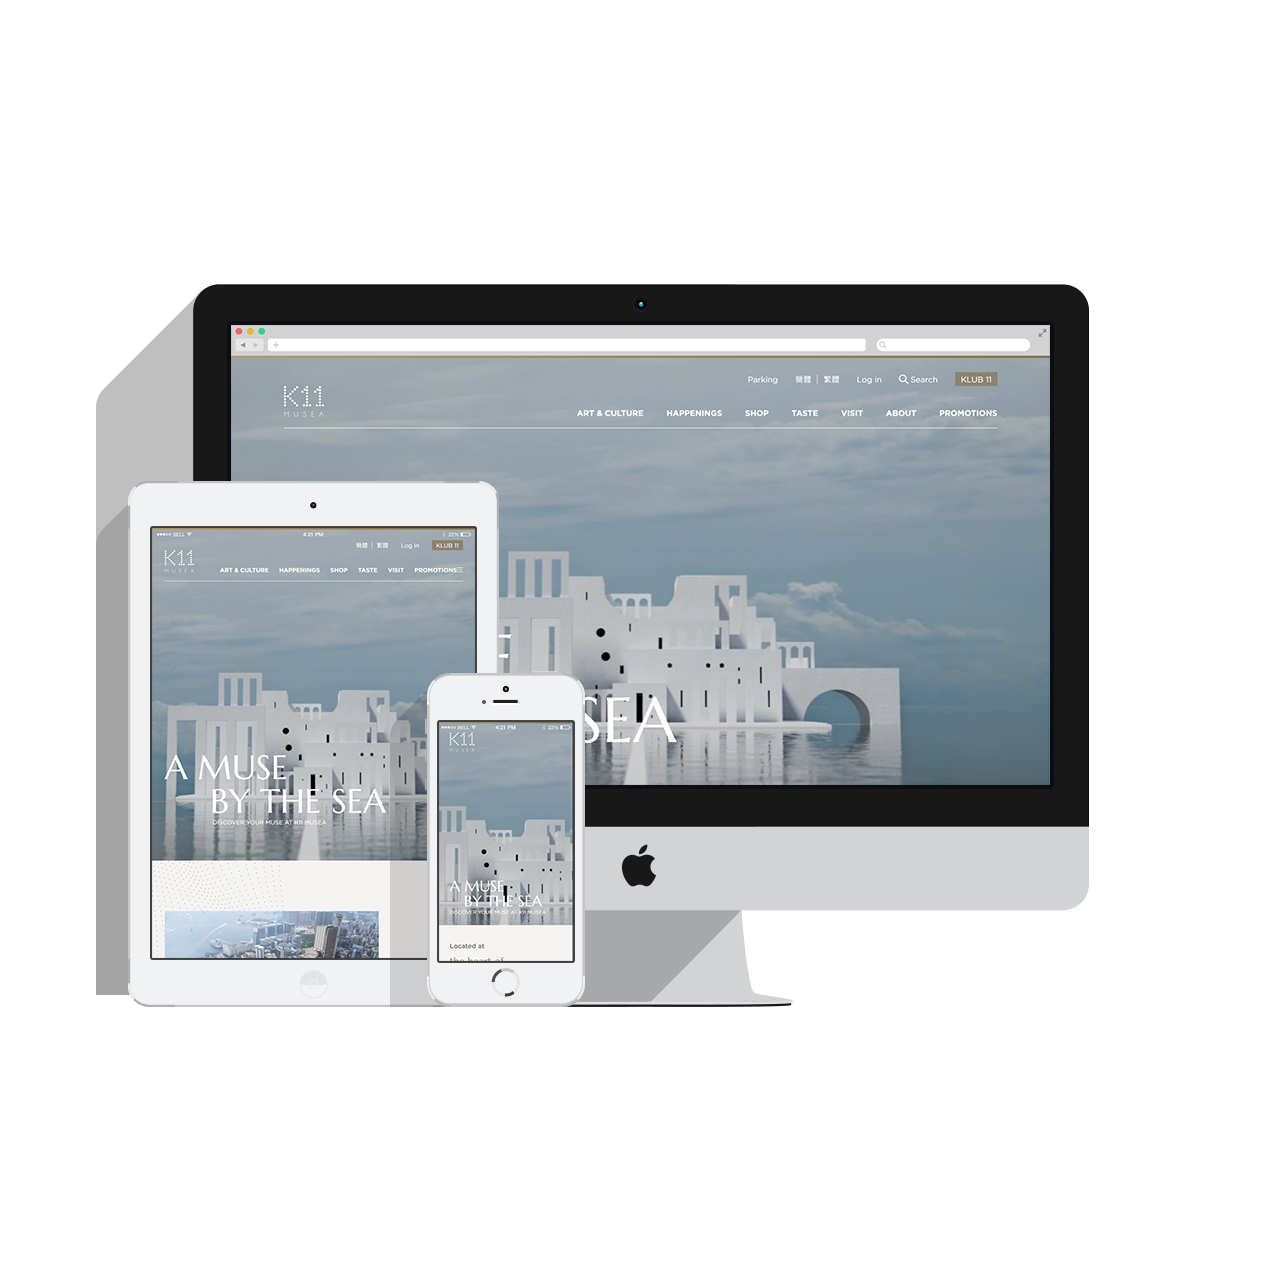 Parking 簡體 | 繁體 Log in Search KLUB 11
K11
MUSEA
ART & CULTURE HAPPENINGS SHOP TASTE VISIT ABOUT PROMOTIONS
SEA
BELL 4:21 PM 22%
簡體 | 繁體 Log in KLUB 11
K11
MUSEA
ART & CULTURE HAPPENINGS SHOP TASTE VISIT PROMOTIONS
A MUSE
BY THE SEA
DISCOVER YOUR MUSE AT K11 MUSEA
BELL 4:21 PM 22%
K11
MUSEA
A MUSE
BY THE SEA
DISCOVER YOUR MUSE AT K11 MUSEA
Located at
the heart of